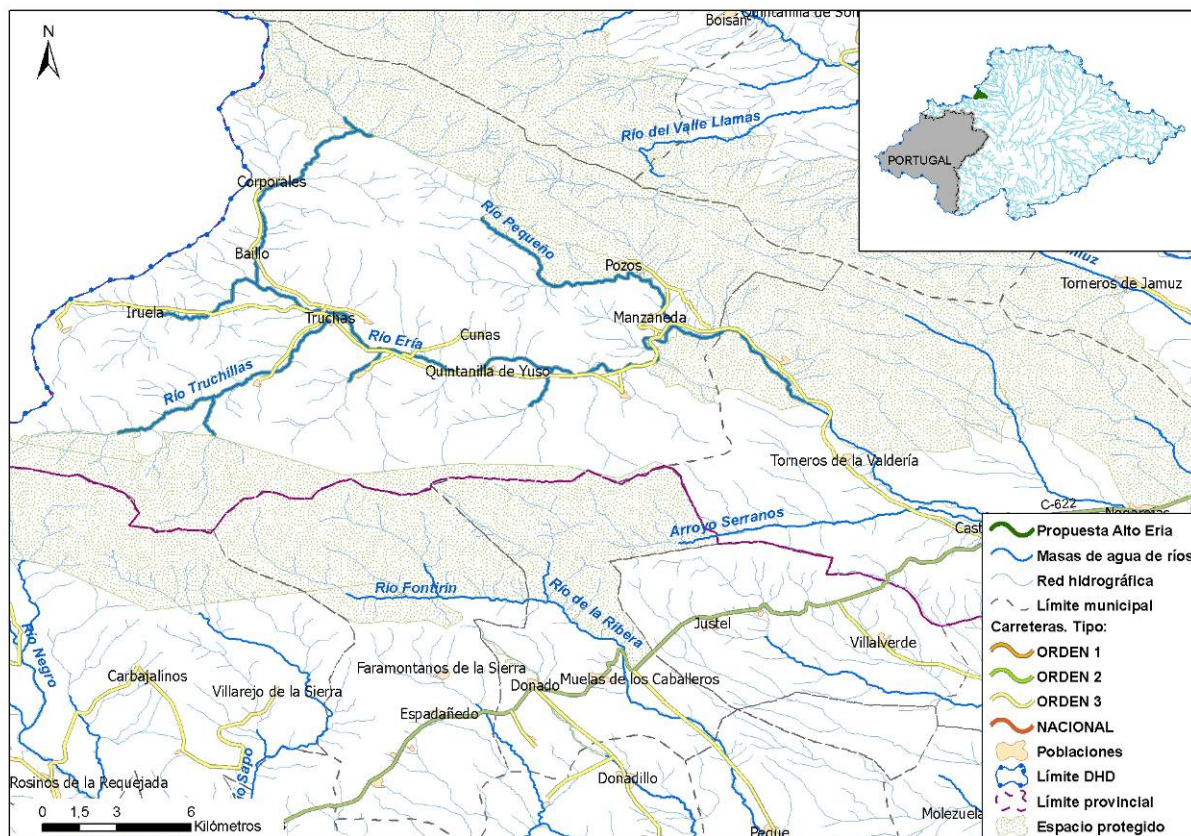 N
Boisán
Río del Valle Llamas
PORTUGAL
Corporales
Río Pequeño
Baillo
Pozos
Torneros de Jamuz
Iruela
Truchas
Manzaneda
Río Ería
Cunas
Río Truchillas
Quintanilla de Yuso
Torneros de la Valdería
C-622
Arroyo Serranos
Cast
Río Fontirín
Río de la Ribera
Justel
Villalverde
Río Negro
Carbajalinos
Faramontanos de la Sierra
Muelas de los Caballeros
Villarejo de la Sierra
Donado
Espadañedo
Rosinos de la Requejada
Donadillo
Molezuela
Peque
0 1,5 3 6
Kilómetros
Propuesta Alto Eria
Masas de agua de ríos
Red hidrográfica
Límite municipal
Carreteras. Tipo:
ORDEN 1
ORDEN 2
ORDEN 3
NACIONAL
Poblaciones
Límite DHD
Límite provincial
Espacio protegido